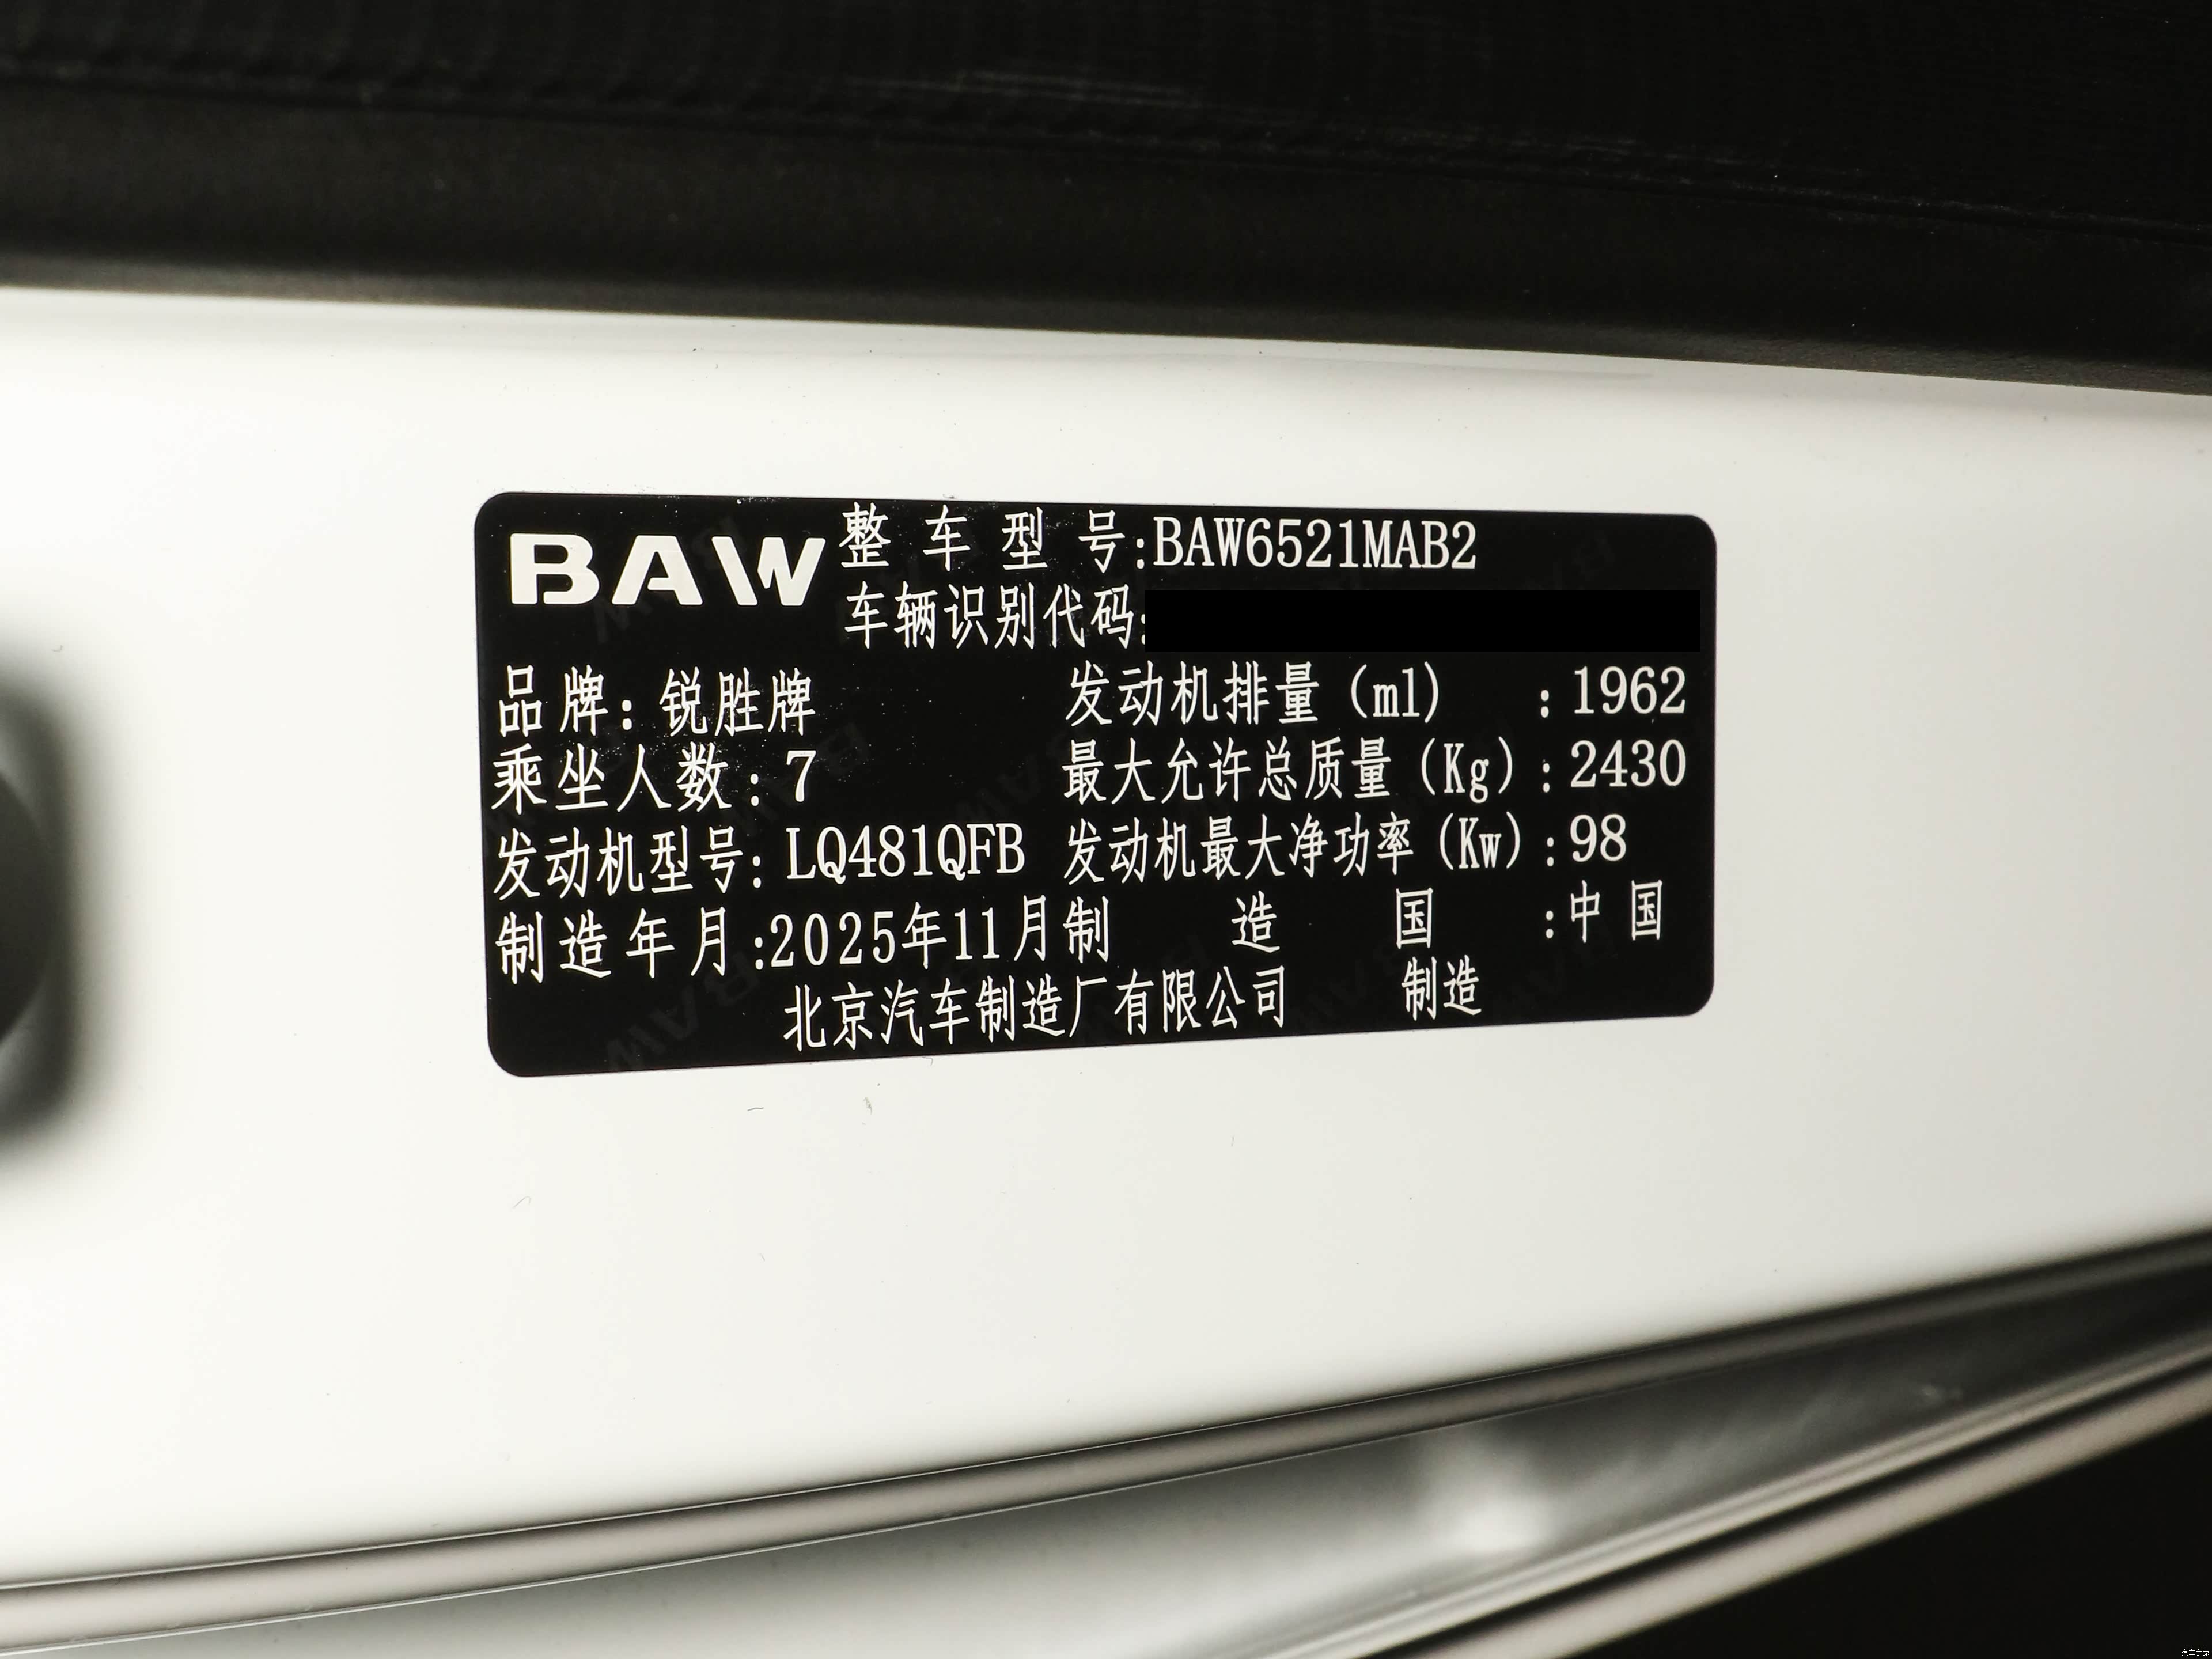 BAW 整车型号:BAW6521MAB2
车辆识别代码:
品牌:锐胜牌 发动机排量(ml) :1962
乘坐人数:7 最大允许总质量(Kg):2430
发动机型号:LQ481QFB 发动机最大净功率(Kw):98
制造年月:2025年11月 制造国:中国
北京汽车制造厂有限公司 制造
汽车之家